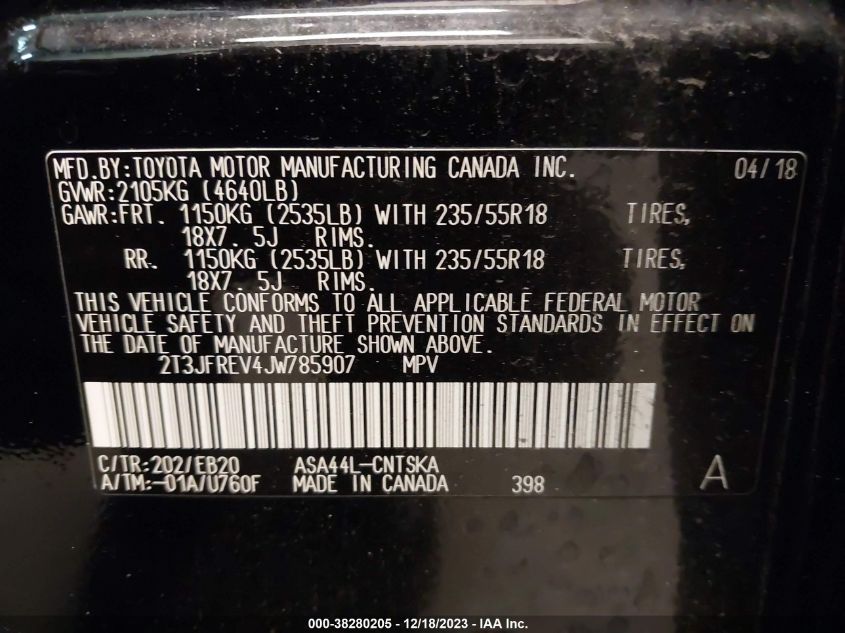 MFD.BY:TOYOTA MOTOR MANUFACTURING CANADA INC. 04/18
GVWR:2105KG (4640LB)
GAWR:FRT. 1150KG (2535LB) WITH 235/55R18 TIRES,
18X7. 5J RIMS.
RR. 1150KG (2535LB) WITH 235/55R18 TIRES,
18X7. 5J RIMS.
THIS VEHICLE CONFORMS TO ALL APPLICABLE FEDERAL MOTOR
VEHICLE SAFETY AND THEFT PREVENTION STANDARDS IN EFFECT ON
THE DATE OF MANUFACTURE SHOWN ABOVE.
2T3JFREV4JW785907 MPV
C/TR:202/EB20 ASA44L-CNTSKA
A/TM:-01A/U760F MADE IN CANADA 398 A
000-38280205 - 12/18/2023 - IAA Inc.